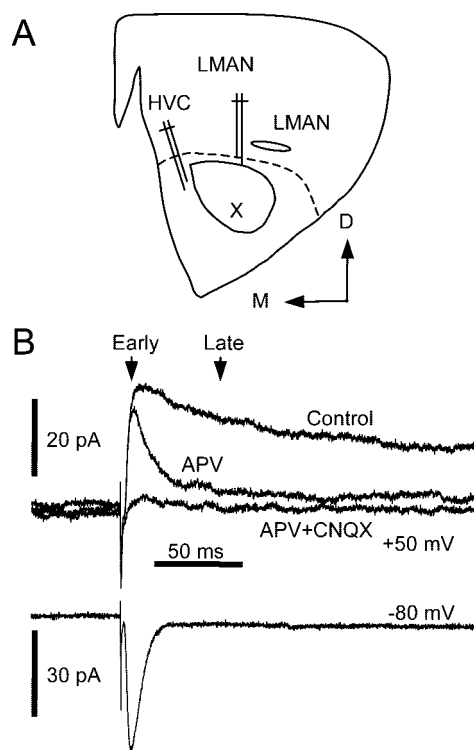 A
LMAN
HVC
LMAN
X
D
M
B
Early
Late
Control
20 pA
APV
APV+CNQX
+50 mV
50 ms
-80 mV
30 pA